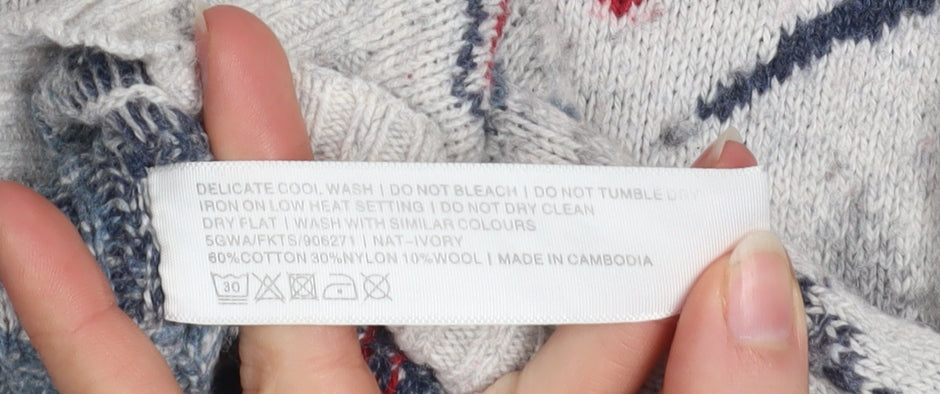 DELICATE COOL WASH | DO NOT BLEACH | DO NOT TUMBLE DRY
IRON ON LOW HEAT SETTING | DO NOT DRY CLEAN
DRY FLAT | WASH WITH SIMILAR COLOURS
5GWA/FKTS/906271 | NAT-IVORY
60%COTTON 30%NYLON 10%WOOL | MADE IN CAMBODIA
30